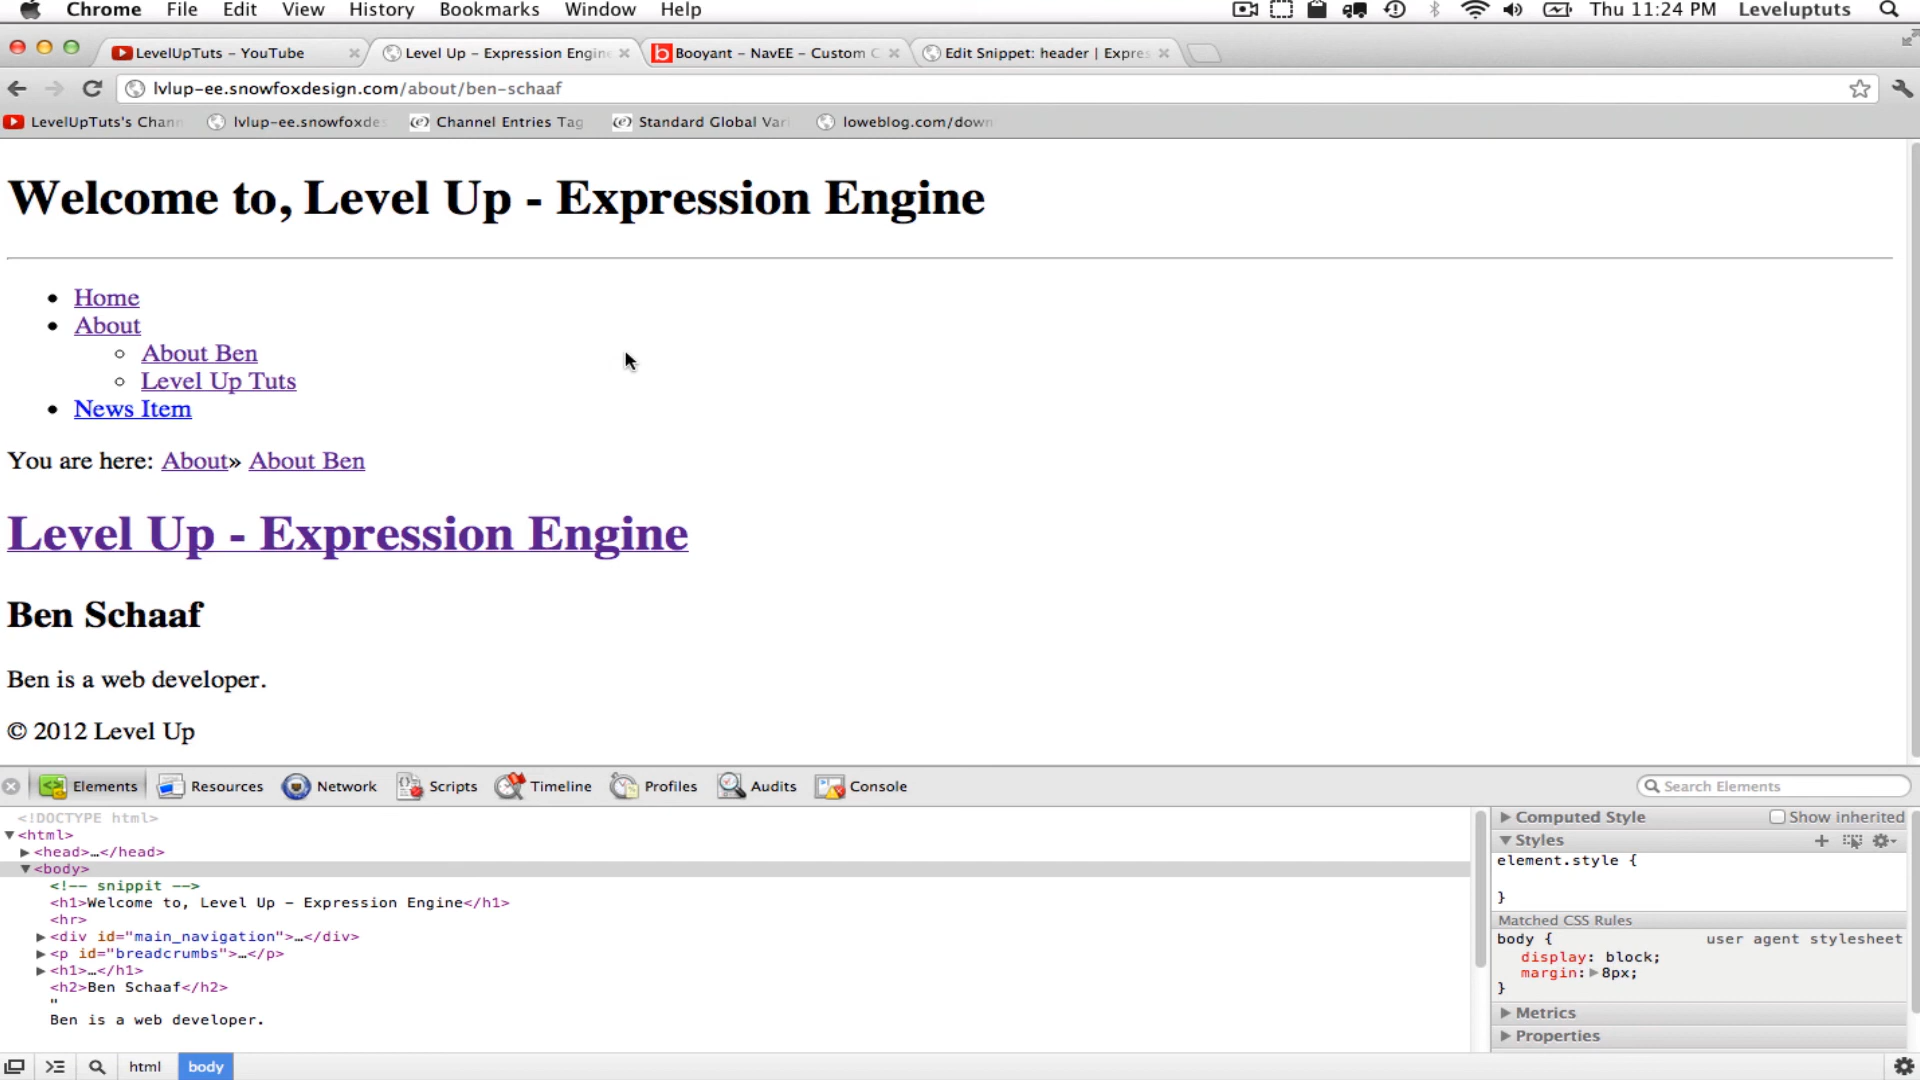 Chrome File Edit View History Bookmarks Window Help Thu 11:24 PM Leveluptuts
LevelUpTuts – YouTube Level Up – Expression Engine Booyant – NavEE – Custom C Edit Snippet: header | Expres
lvlup-ee.snowfoxdesign.com/about/ben-schaaf
LevelUpTuts's Chann lvlup-ee.snowfoxdes Channel Entries Tag Standard Global Vari loweblog.com/down
Welcome to, Level Up - Expression Engine
Home
About
About Ben
Level Up Tuts
News Item
You are here: About» About Ben
Level Up - Expression Engine
Ben Schaaf
Ben is a web developer.
© 2012 Level Up
Elements Resources Network Scripts Timeline Profiles Audits Console Search Elements
<!DOCTYPE html>
<html>
<head>…</head>
<body>
<!-- snippit -->
<h1>Welcome to, Level Up – Expression Engine</h1>
<hr>
<div id="main_navigation">…</div>
<p id="breadcrumbs">…</p>
<h1>…</h1>
<h2>Ben Schaaf</h2>
"
Ben is a web developer.
Computed Style Show inherited
Styles
element.style {
}
Matched CSS Rules
body { user agent stylesheet
display: block;
margin: 8px;
}
Metrics
Properties
html body